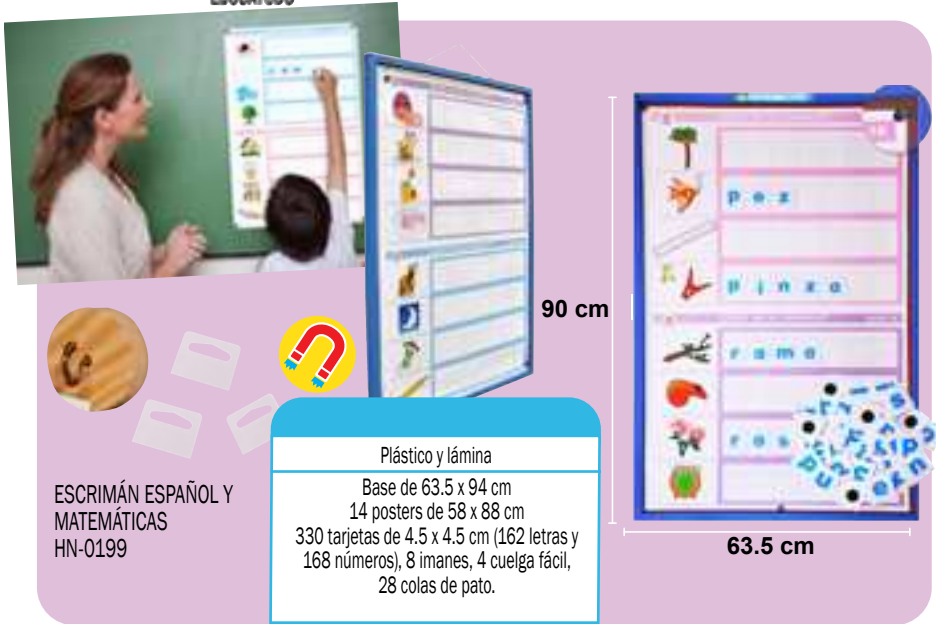 90 cm
p e z
p i n z a
r a m a
r o s
63.5 cm
ESCRIMÁN ESPAÑOL Y
MATEMÁTICAS
HN-0199
Plástico y lámina
Base de 63.5 x 94 cm
14 posters de 58 x 88 cm
330 tarjetas de 4.5 x 4.5 cm (162 letras y
168 números), 8 imanes, 4 cuelga fácil,
28 colas de pato.